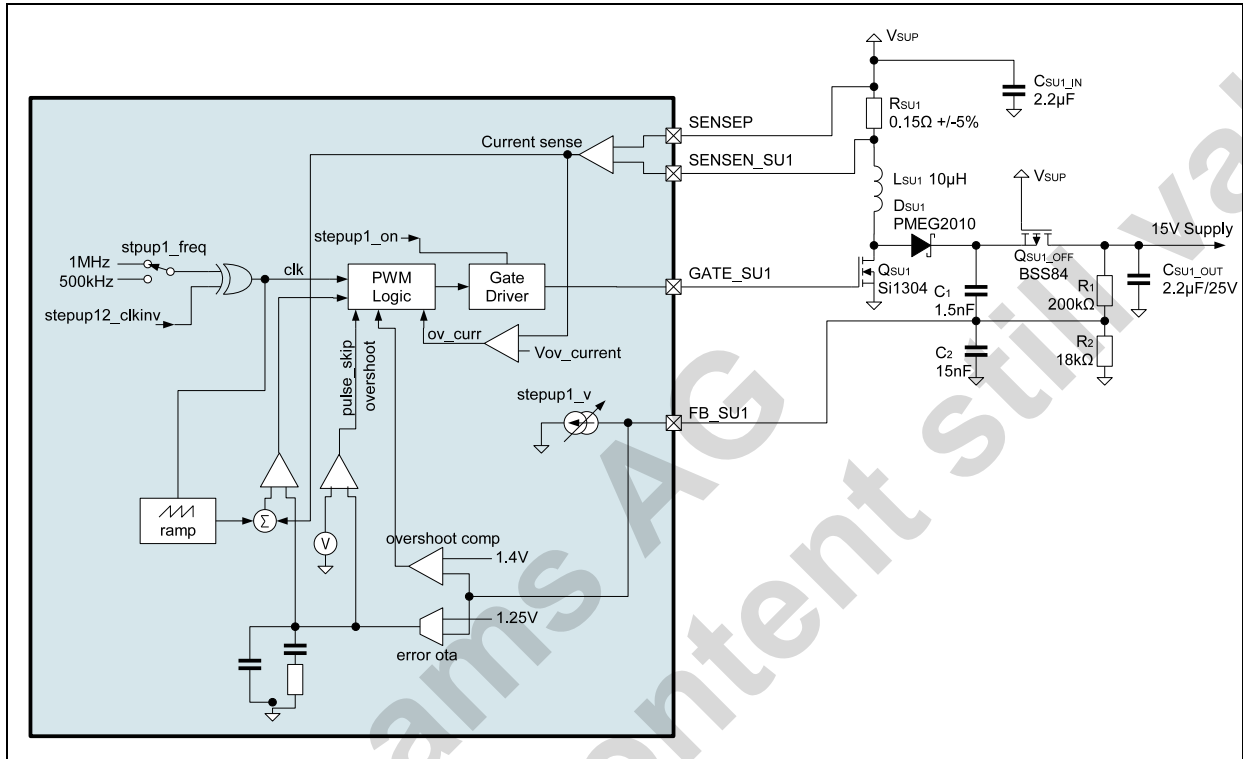 VSUP
CSU1_IN
2.2µF
RSU1
0.15Ω +/-5%
SENSEP
Current sense
SENSEN_SU1
LSU1 10µH
VSUP
DSU1
PMEG2010
15V Supply
stpup1_freq
stepup1_on
1MHz
500kHz
clk
PWM
Logic
Gate
Driver
GATE_SU1
QSU1
Si1304
QSU1_OFF
BSS84
CSU1_OUT
2.2µF/25V
R1
200kΩ
C1
1.5nF
stepup12_clkinv
ov_curr
Vov_current
R2
18kΩ
C2
15nF
pulse_skip
overshoot
stepup1_v
FB_SU1
ramp
Σ
V
overshoot comp
1.4V
1.25V
error ota
ams AG
ontent still val